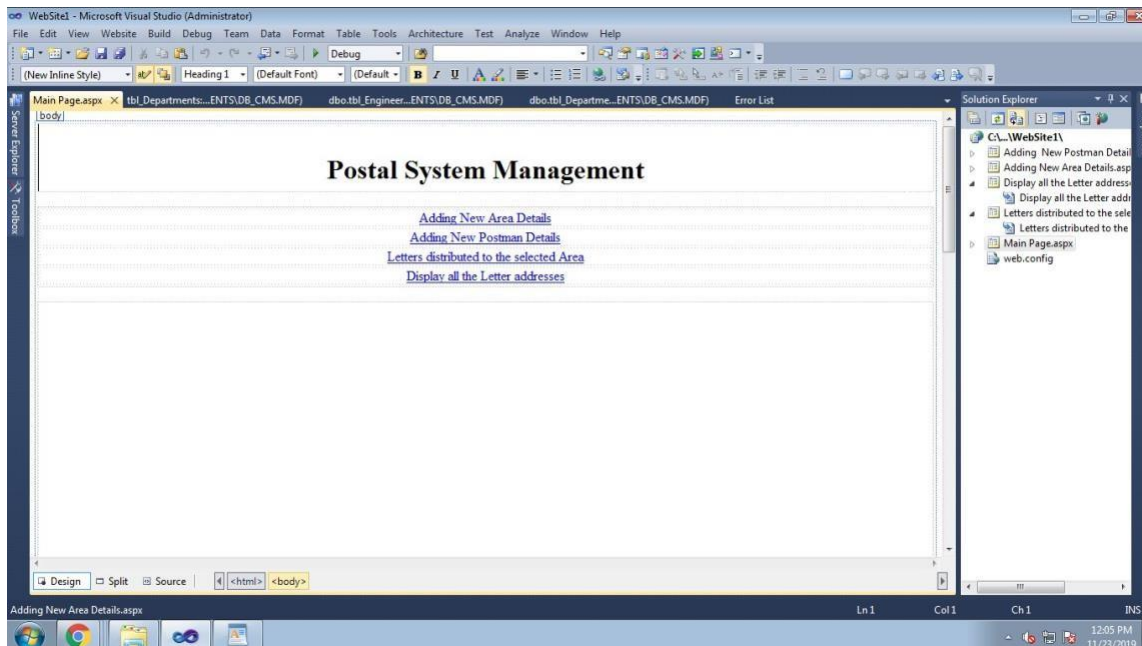 WebSite1 - Microsoft Visual Studio (Administrator)
File Edit View Website Build Debug Team Data Format Table Tools Architecture Test Analyze Window Help
Debug
(New Inline Style) ab/ Heading 1 (Default Font) (Default B I U A
Main Page.aspx tbl_Departments:...ENTS\DB_CMS.MDF) dbo.tbl_Engineer...ENTS\DB_CMS.MDF) dbo.tbl_Departme...ENTS\DB_CMS.MDF) Error List
body
Postal System Management
Adding New Area Details
Adding New Postman Details
Letters distributed to the selected Area
Display all the Letter addresses
Server Explorer
Toolbox
Solution Explorer
C:\...\WebSite1\
Adding New Postman Detail
Adding New Area Details.asp
Display all the Letter address
Display all the Letter addr
Letters distributed to the sele
Letters distributed to the
Main Page.aspx
web.config
Design Split Source <html> <body>
Adding New Area Details.aspx Ln 1 Col 1 Ch 1 INS
12:05 PM
11/23/2019